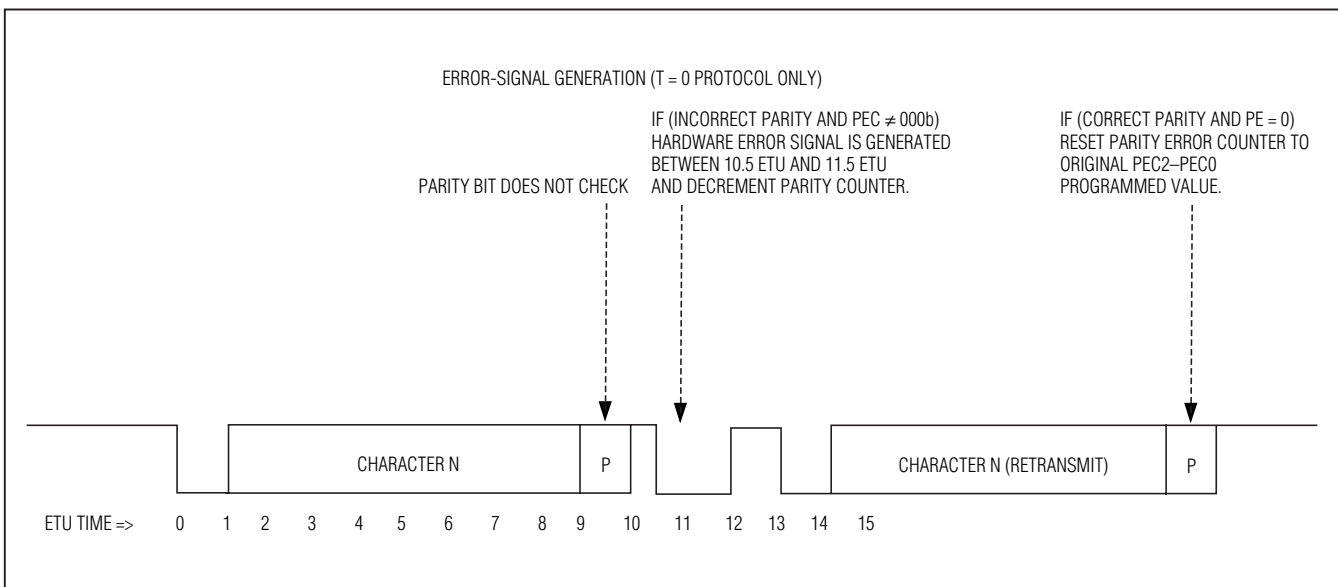 ERROR-SIGNAL GENERATION (T = 0 PROTOCOL ONLY)
PARITY BIT DOES NOT CHECK
IF (INCORRECT PARITY AND PEC ≠ 000b)
HARDWARE ERROR SIGNAL IS GENERATED
BETWEEN 10.5 ETU AND 11.5 ETU
AND DECREMENT PARITY COUNTER.
IF (CORRECT PARITY AND PE = 0)
RESET PARITY ERROR COUNTER TO
ORIGINAL PEC2–PEC0
PROGRAMMED VALUE.
CHARACTER N
P
CHARACTER N (RETRANSMIT)
P
ETU TIME => 0 1 2 3 4 5 6 7 8 9 10 11 12 13 14 15